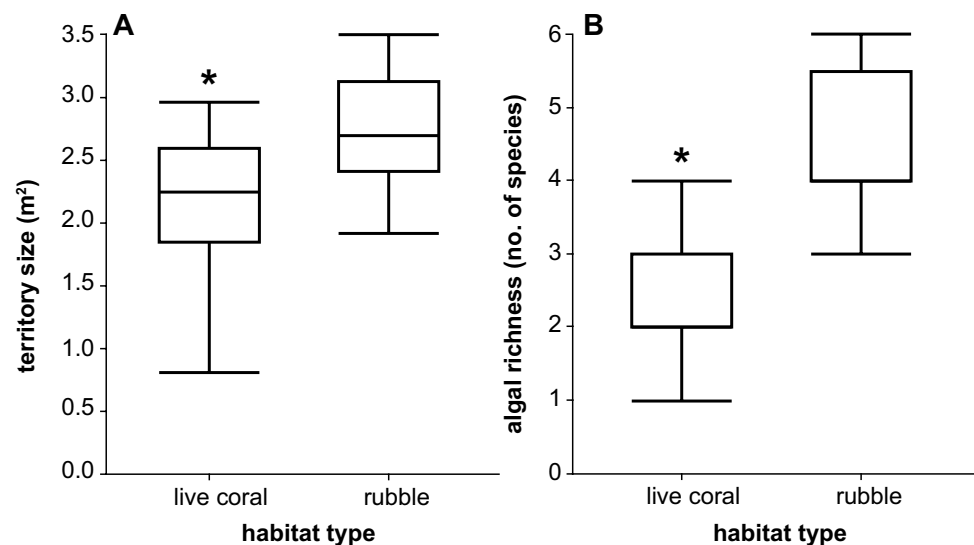 A
territory size (m²)
3.5
3.0
2.5
2.0
1.5
1.0
0.5
0.0
*
live coral
rubble
habitat type
B
algal richness (no. of species)
6
5
4
3
2
1
0
*
live coral
rubble
habitat type